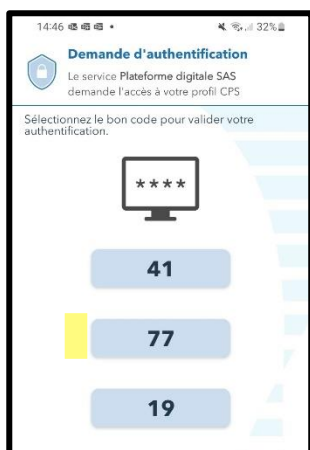 14:46
32%
Demande d'authentification
Le service Plateforme digitale SAS
demande l'accès à votre profil CPS
Sélectionnez le bon code pour valider votre
authentification.
****
41
77
19